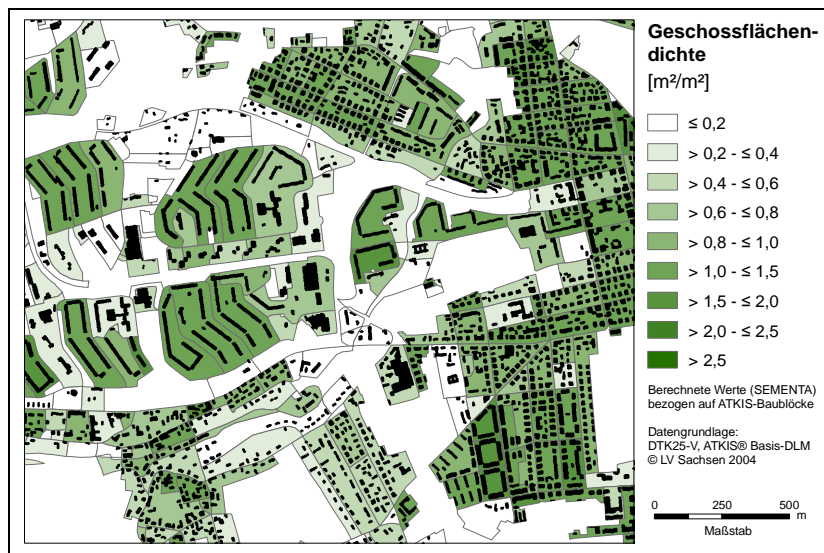 Geschossflächen-
dichte
[m²/m²]
≤ 0,2
> 0,2 - ≤ 0,4
> 0,4 - ≤ 0,6
> 0,6 - ≤ 0,8
> 0,8 - ≤ 1,0
> 1,0 - ≤ 1,5
> 1,5 - ≤ 2,0
> 2,0 - ≤ 2,5
> 2,5
Berechnete Werte (SEMENTA)
bezogen auf ATKIS-Baublöcke
Datengrundlage:
DTK25-V, ATKIS® Basis-DLM
© LV Sachsen 2004
0 250 500
m
Maßstab